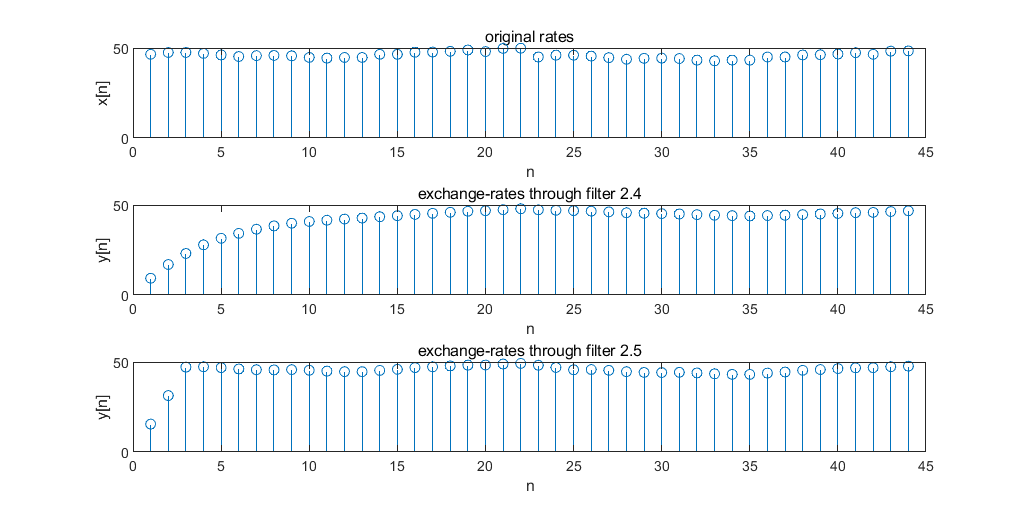 original rates
50
x[n]
0
0 5 10 15 20 25 30 35 40 45
n
exchange-rates through filter 2.4
50
y[n]
0
0 5 10 15 20 25 30 35 40 45
n
exchange-rates through filter 2.5
50
y[n]
0
0 5 10 15 20 25 30 35 40 45
n